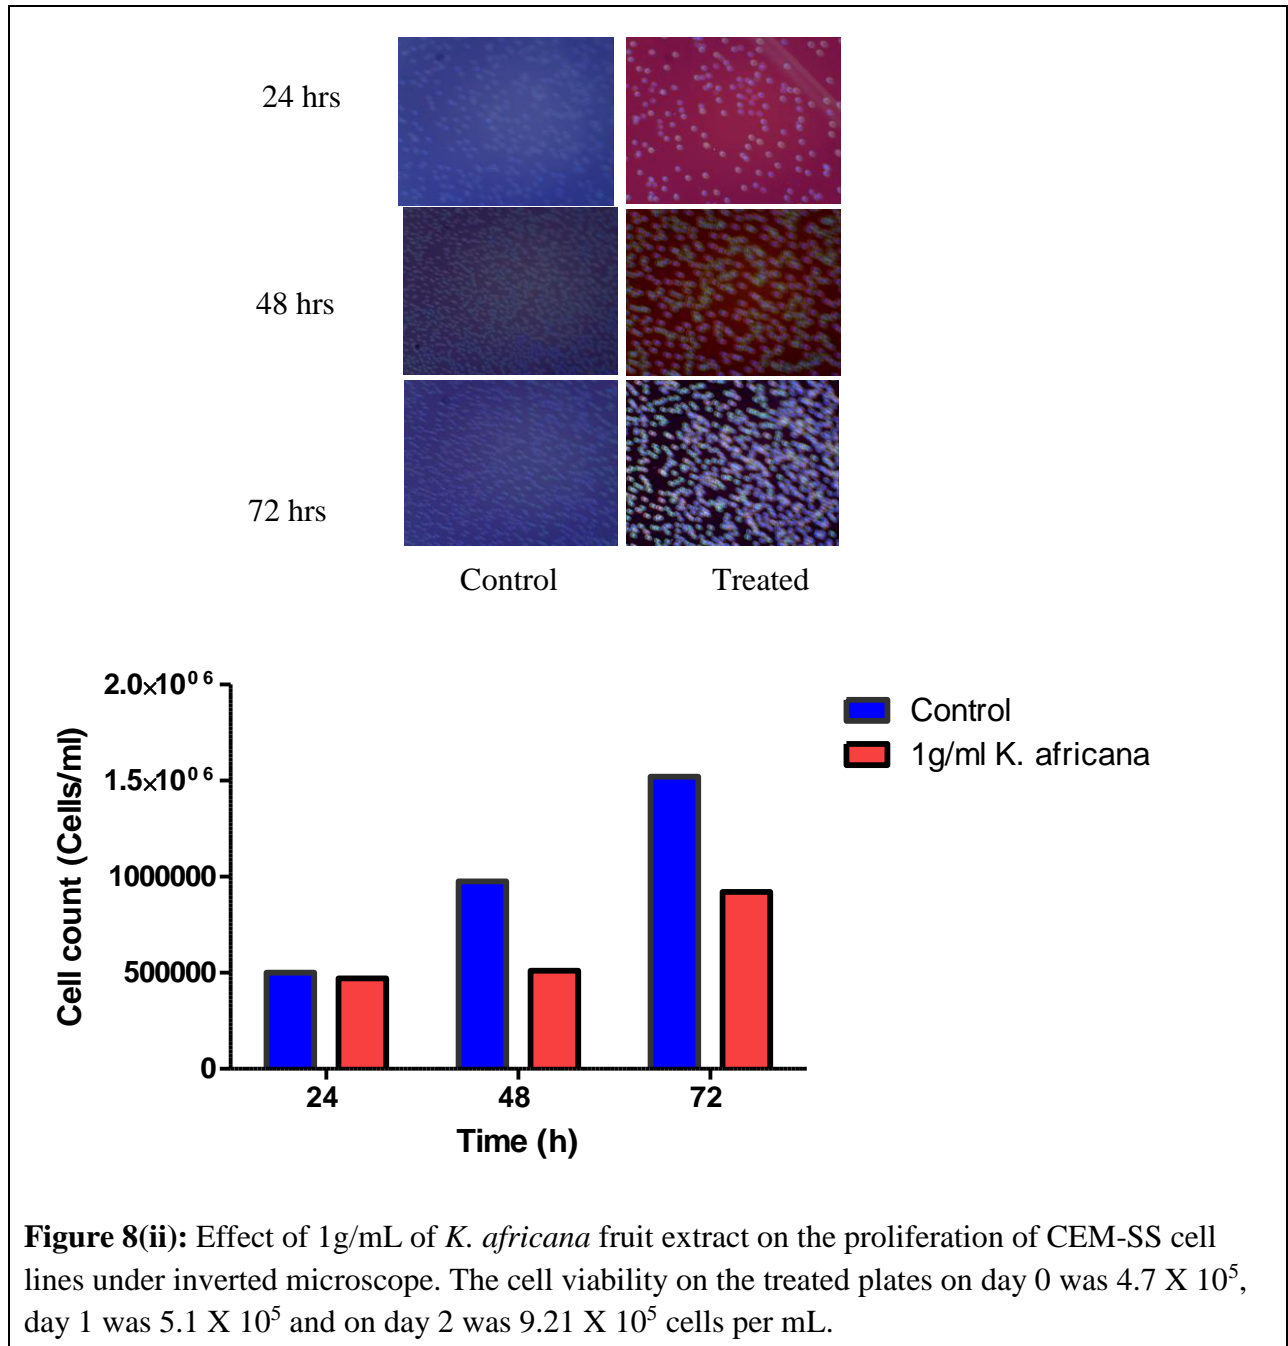 24 hrs
48 hrs
72 hrs
Control Treated
2.0×10⁰⁶
1.5×10⁰⁶
1000000
500000
0
Cell count (Cells/ml)
24 48 72
Time (h)
Control
1g/ml K. africana
Figure 8(ii): Effect of 1g/mL of K. africana fruit extract on the proliferation of CEM-SS cell
lines under inverted microscope. The cell viability on the treated plates on day 0 was 4.7 X 10⁵,
day 1 was 5.1 X 10⁵ and on day 2 was 9.21 X 10⁵ cells per mL.